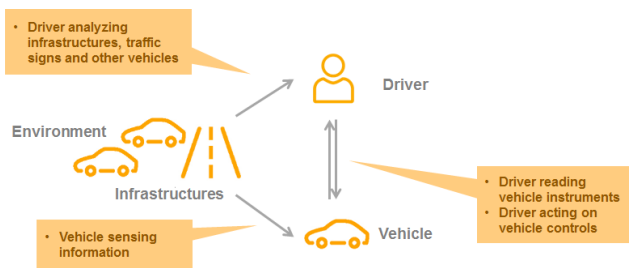 • Driver analyzing
infrastructures, traffic
signs and other vehicles
Driver
Environment
Infrastructures
• Driver reading
vehicle instruments
• Driver acting on
vehicle controls
• Vehicle sensing
information
Vehicle